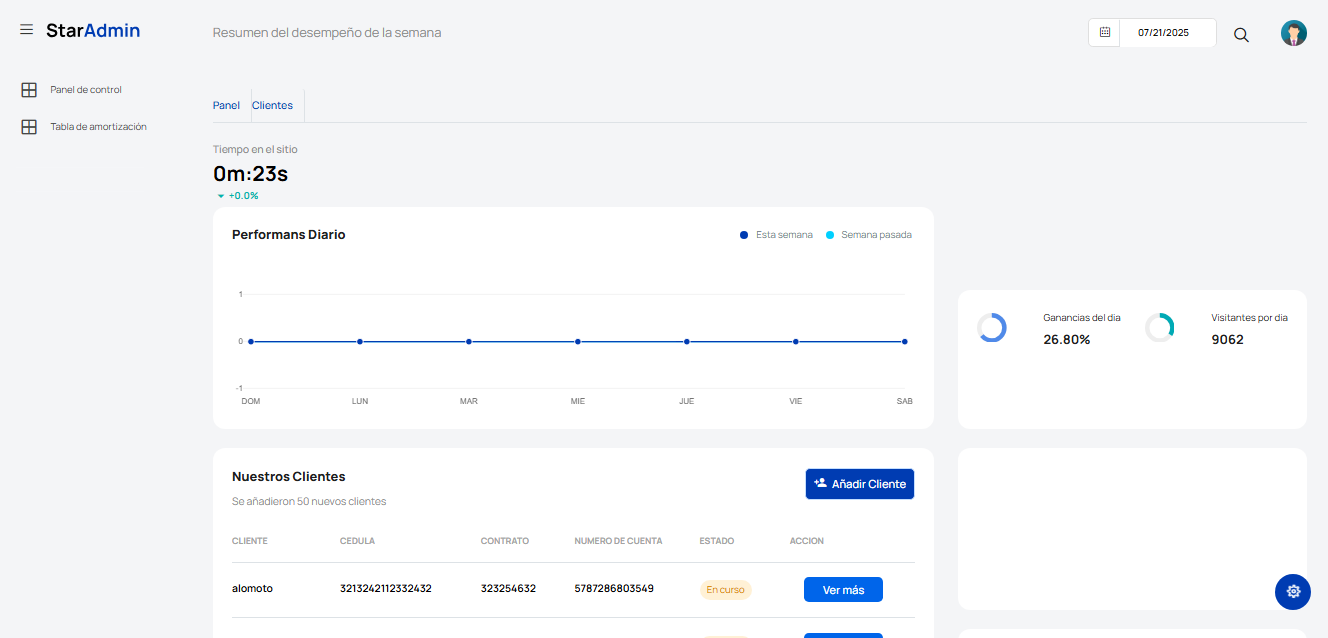 StarAdmin
Resumen del desempeño de la semana
07/21/2025
Panel de control
Tabla de amortización
Panel
Clientes
Tiempo en el sitio
0m:23s
+0.0%
Performans Diario
Esta semana
Semana pasada
1
0
-1
DOM LUN MAR MIE JUE VIE SAB
Ganancias del dia
26.80%
Visitantes por dia
9062
Nuestros Clientes
Se añadieron 50 nuevos clientes
Añadir Cliente
CLIENTE CEDULA CONTRATO NUMERO DE CUENTA ESTADO ACCION
alomoto 3213242112332432 323254632 5787286803549 En curso Ver más